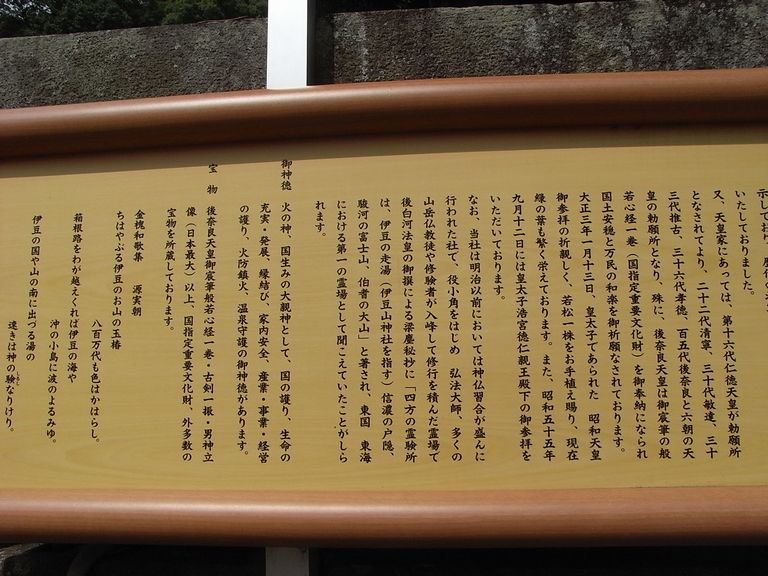 いたしておりました。
又、天皇家にあっては、第十六代仁徳天皇が勅願所
となされてより、二十二代清寧、三十代敏達、三十
三代推古、三十六代孝徳、百五代後奈良と六朝の天
皇の勅願所となり、殊に、後奈良天皇は御宸筆の般
若心経一巻(国指定重要文化財)を御奉納になられ
国土安穏と万民の和楽を御祈願なされております。
大正三年一月十三日、皇太子であられた 昭和天皇
御参拝の折親しく、若松一株をお手植え賜り、現在
緑の葉も繁く栄えております。また、昭和五十五年
九月十二日には皇太子浩宮徳仁親王殿下の御参拝を
いただいております。
なお、当社は明治以前においては神仏習合が盛んに
行われた社で、役小角をはじめ 弘法大師、多くの
山岳仏教徒や修験者が入峰して修行を積んだ霊場で
後白河法皇の御撰による梁塵秘抄に「四方の霊験所
は、伊豆の走湯(伊豆山神社を指す)信濃の戸隠、
駿河の富士山、伯耆の大山」と著され、東国 東海
における第一の霊場として聞こえていたことがしら
れます。
御神徳 火の神、国生みの大親神として、国の護り、生命の
充実・発展、縁結び、家内安全、産業・事業・経営
の護り、火防鎮火、温泉守護の御神徳があります。
宝 物 後奈良天皇御宸筆般若心経一巻・古剣一振・男神立
像(日本最大)以上、国指定重要文化財、外多数の
宝物を所蔵しております。
金槐和歌集 源実朝
ちはやぶる伊豆のお山の玉椿
八百万代も色はかはらし。
箱根路をわが越えくれば伊豆の海や
沖の小島に波のよるみゆ。
伊豆の国や山の南に出づる湯の
速きは神の験なりけり。